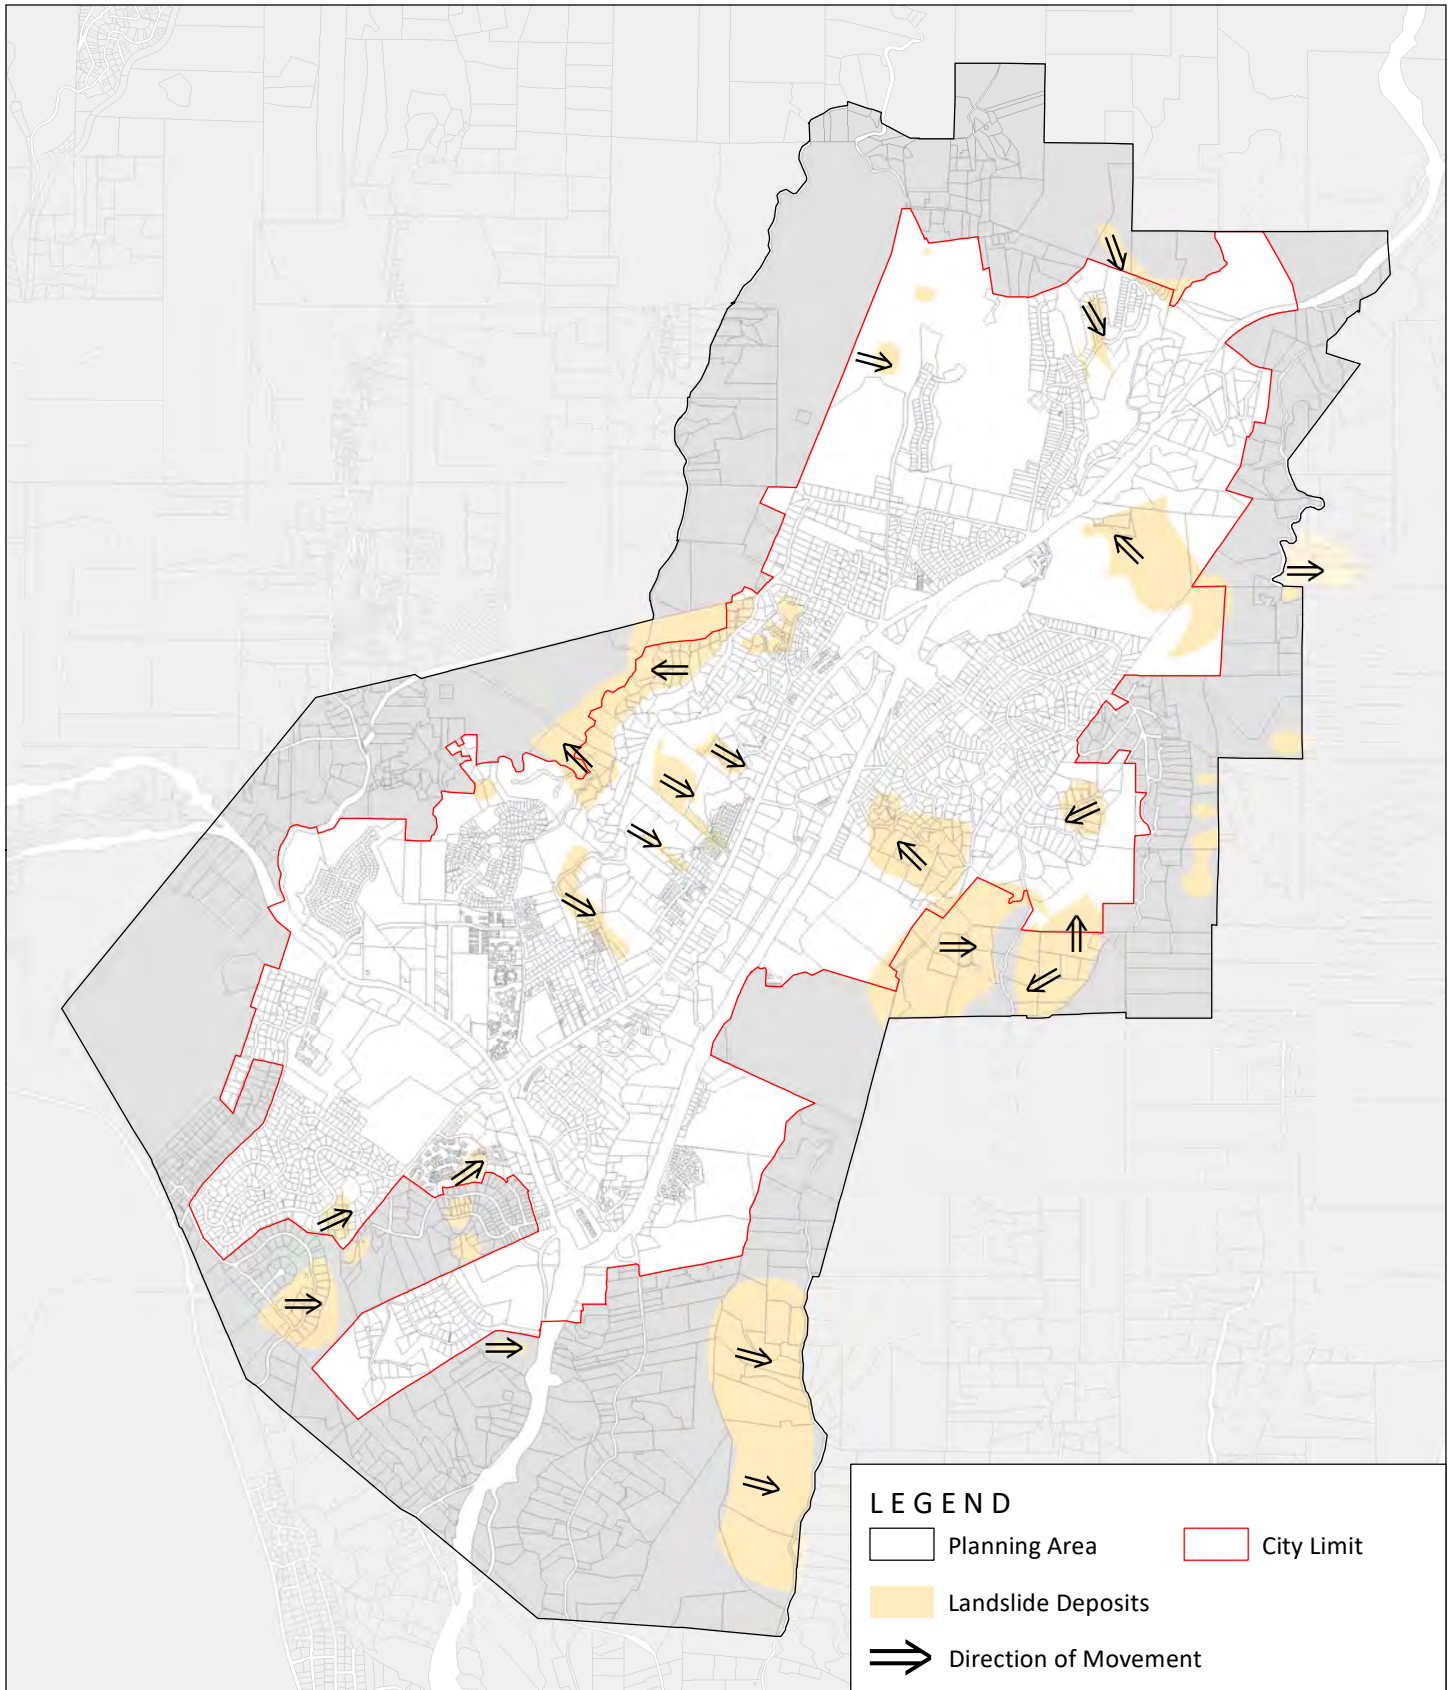 LEGEND
Planning Area
City Limit
Landslide Deposits
Direction of Movement